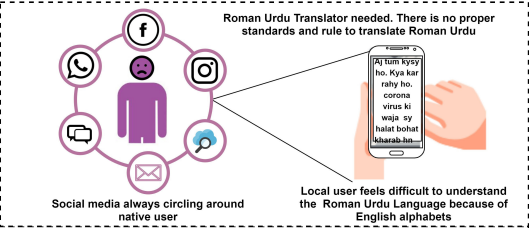 Roman Urdu Translator needed. There is no proper
standards and rule to translate Roman Urdu
f
Aj tum kysy
ho. Kya kar
rahy ho.
corona
virus ki
waja sy
halat bohat
kharab hn
Social media always circling around
native user
Local user feels difficult to understand
the Roman Urdu Language because of
English alphabets